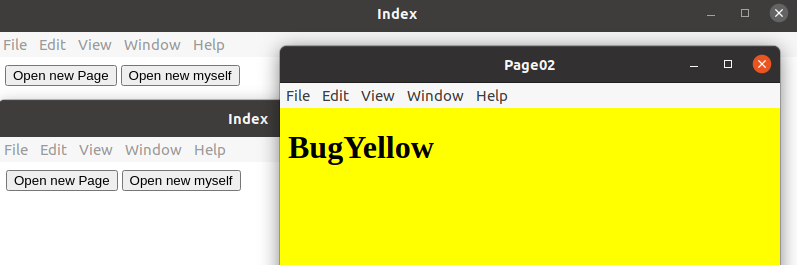 Index
File Edit View Window Help
Open new Page Open new myself
Index
File Edit View Window Help
Open new Page Open new myself
Page02
File Edit View Window Help
BugYellow